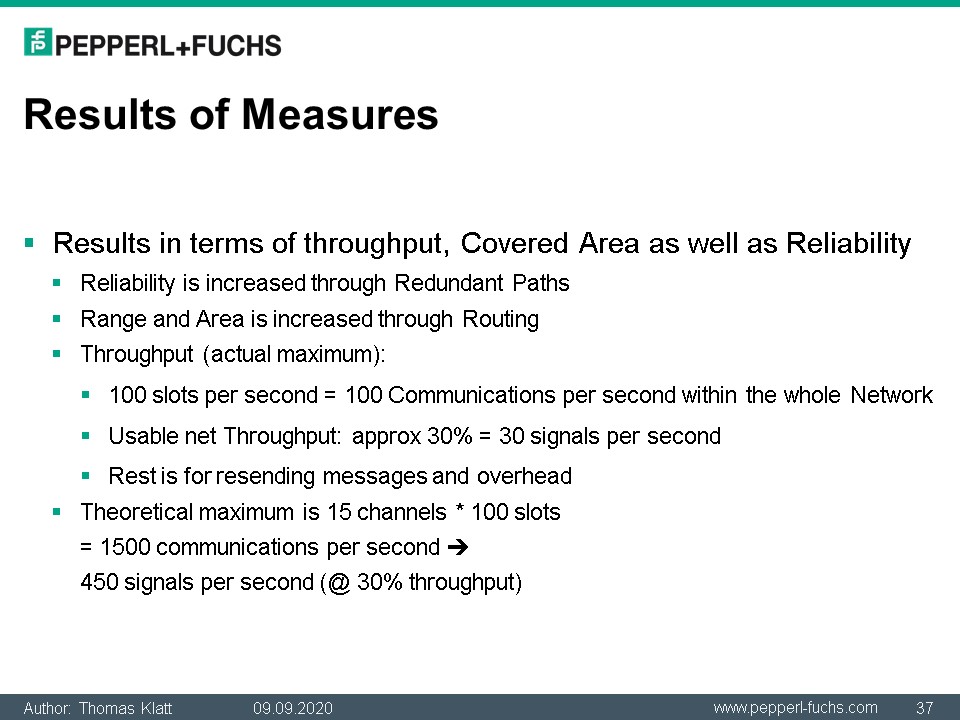 PEPPERL+FUCHS
Results of Measures
▪ Results in terms of throughput, Covered Area as well as Reliability
▪ Reliability is increased through Redundant Paths
▪ Range and Area is increased through Routing
▪ Throughput (actual maximum):
▪ 100 slots per second = 100 Communications per second within the whole Network
▪ Usable net Throughput: approx 30% = 30 signals per second
▪ Rest is for resending messages and overhead
▪ Theoretical maximum is 15 channels * 100 slots
= 1500 communications per second ➔
450 signals per second (@ 30% throughput)
Author: Thomas Klatt 09.09.2020 www.pepperl-fuchs.com 37